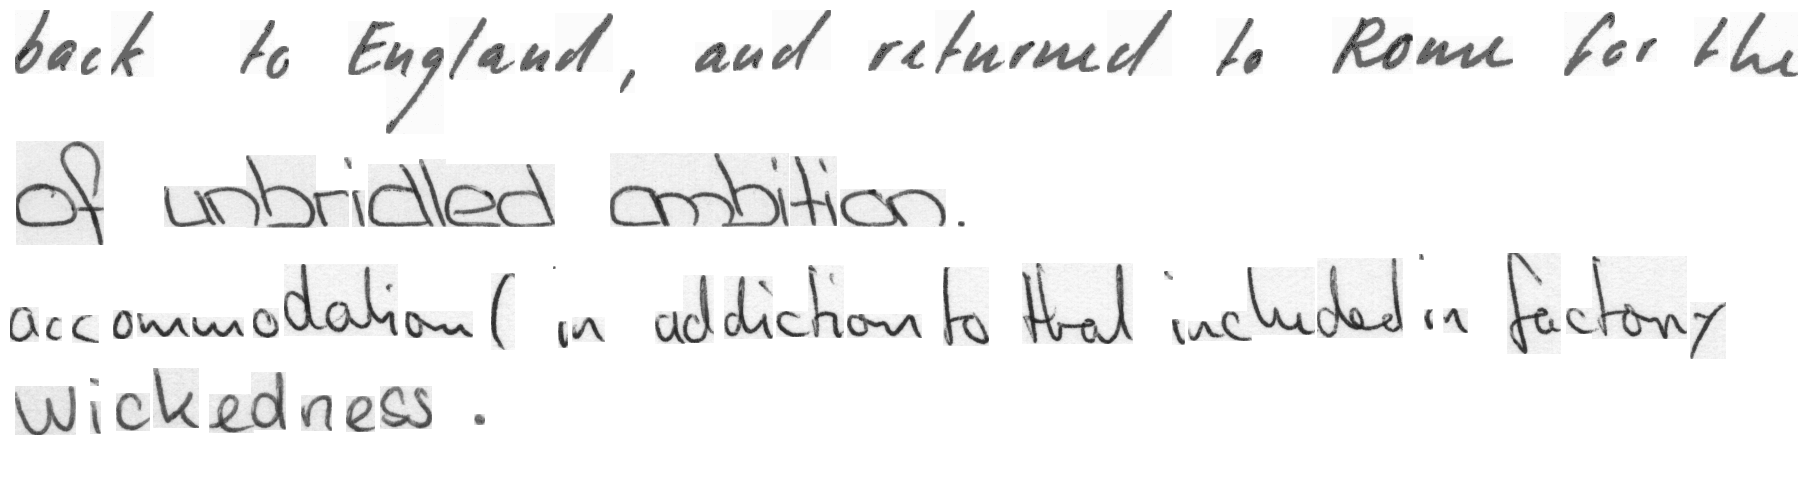 back to England, and returned to Rome for the
of unbridled ambition.
accommodation ( in addiction to that included in factory
wickedness.